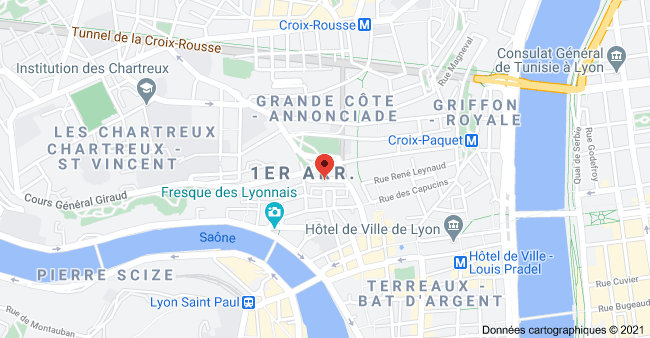 Croix-Rousse M
Tunnel de la Croix-Rousse
Institution des Chartreux
Rue Magneval
Consulat Général
de Tunisie à Lyon
GRANDE CÔTE
- ANNONCIADE
GRIFFON
- ROYALE
LES CHARTREUX
CHARTREUX -
ST VINCENT
Croix-Paquet M
Quai de Serbie
Rue Godefroy
1ER ARR.
Rue René Leynaud
Rue des Capucins
Cours Général Giraud
Fresque des Lyonnais
Hôtel de Ville de Lyon
Saône
M Hôtel de Ville -
Louis Pradel
PIERRE SCIZE
TERREAUX -
BAT D'ARGENT
Rue Cuvier
Lyon Saint Paul
Rue Bugeaud
Rue de Montauban
Données cartographiques © 2021